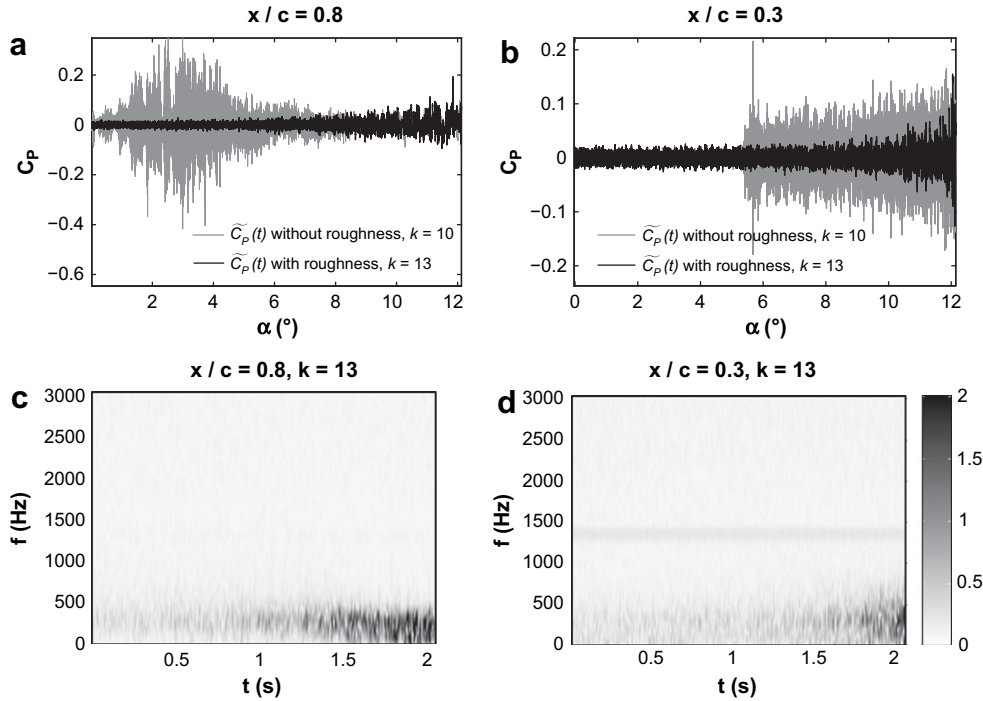 x / c = 0.8
a
0.2
0
−0.2
−0.4
−0.6
C_P
C̃_P(t) without roughness, k = 10
C̃_P(t) with roughness, k = 13
2 4 6 8 10 12
α (°)
x / c = 0.3
b
0.2
0.1
0
−0.1
−0.2
C_P
C̃_P(t) without roughness, k = 10
C̃_P(t) with roughness, k = 13
0 2 4 6 8 10 12
α (°)
x / c = 0.8, k = 13
c
3000
2500
2000
1500
1000
500
0
f (Hz)
0.5 1 1.5 2
t (s)
x / c = 0.3, k = 13
d
3000
2500
2000
1500
1000
500
0
f (Hz)
0.5 1 1.5 2
t (s)
2
1.5
1
0.5
0